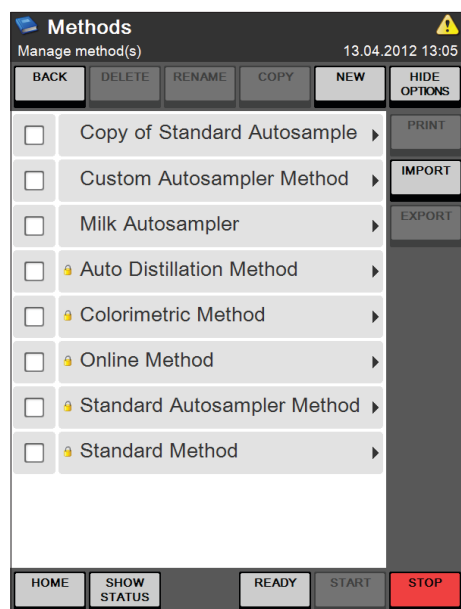 Methods
Manage method(s) 13.04.2012 13:05
BACK DELETE RENAME COPY NEW HIDE
OPTIONS
Copy of Standard Autosample PRINT
Custom Autosampler Method IMPORT
Milk Autosampler EXPORT
Auto Distillation Method
Colorimetric Method
Online Method
Standard Autosampler Method
Standard Method
HOME SHOW READY START STOP
STATUS